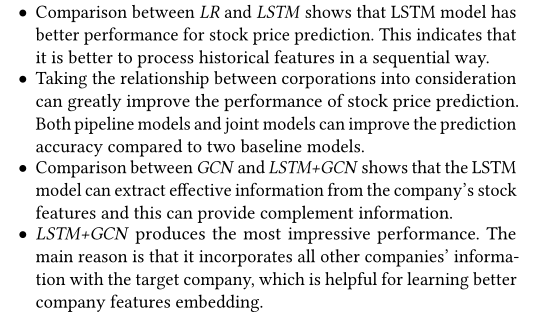 • Comparison between LR and LSTM shows that LSTM model has
better performance for stock price prediction. This indicates that
it is better to process historical features in a sequential way.
• Taking the relationship between corporations into consideration
can greatly improve the performance of stock price prediction.
Both pipeline models and joint models can improve the prediction
accuracy compared to two baseline models.
• Comparison between GCN and LSTM+GCN shows that the LSTM
model can extract effective information from the company's stock
features and this can provide complement information.
• LSTM+GCN produces the most impressive performance. The
main reason is that it incorporates all other companies' informa-
tion with the target company, which is helpful for learning better
company features embedding.